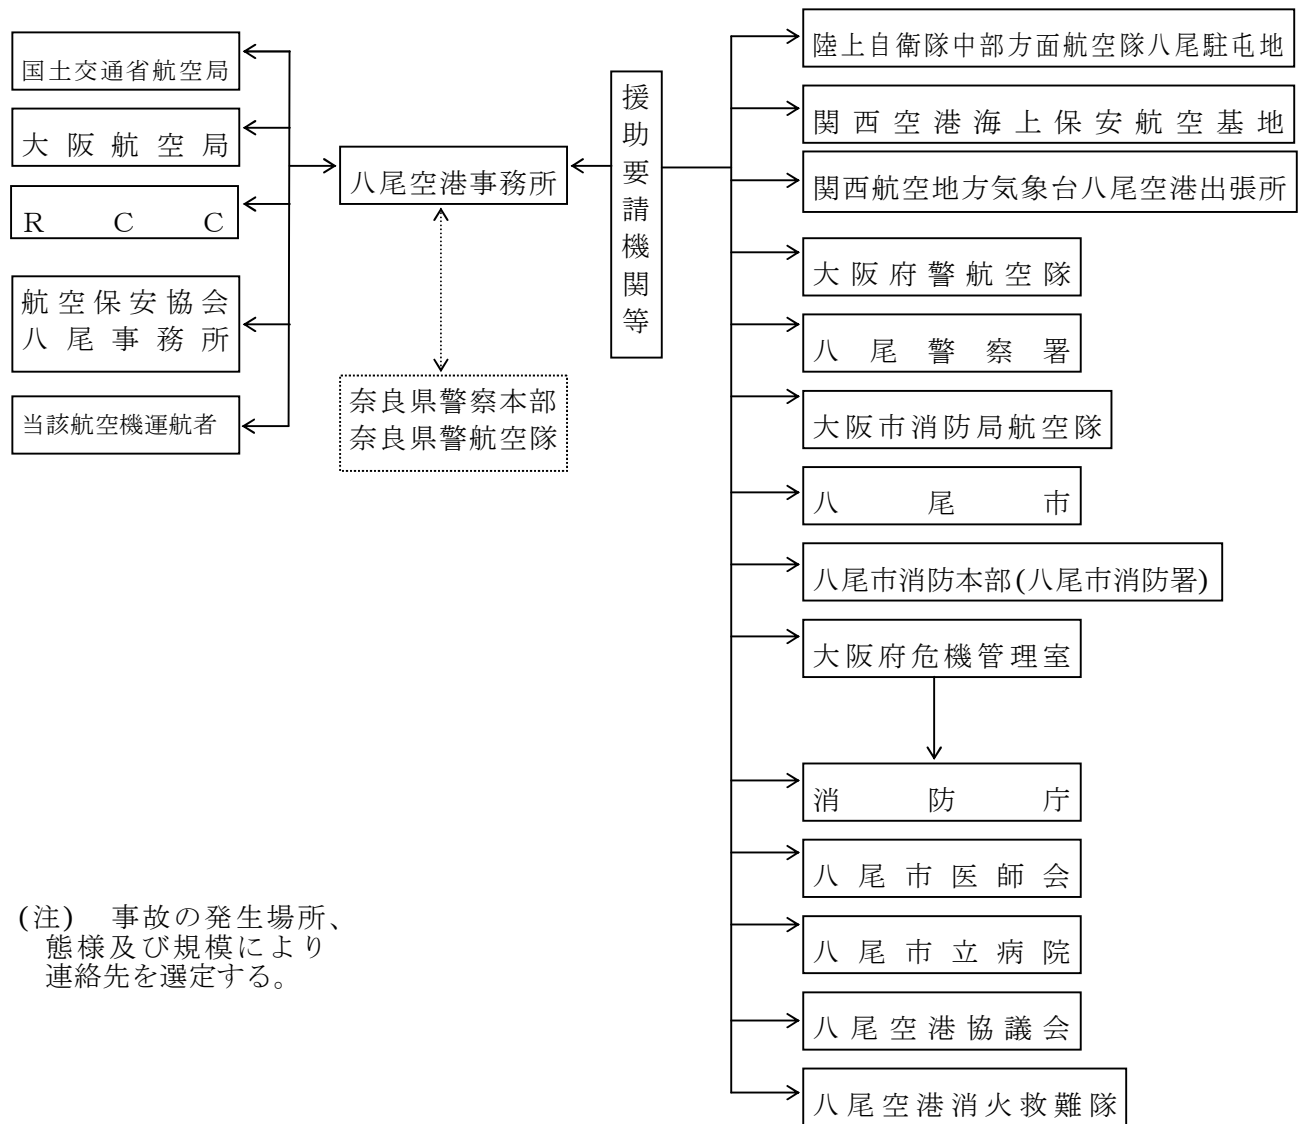 国土交通省航空局
大阪航空局
RCC
航空保安協会
八尾事務所
当該航空機運航者
八尾空港事務所
奈良県警察本部
奈良県警航空隊
援助要請機関等
陸上自衛隊中部方面航空隊八尾駐屯地
関西空港海上保安航空基地
関西航空地方気象台八尾空港出張所
大阪府警航空隊
八尾警察署
大阪市消防局航空隊
八尾市
八尾市消防本部(八尾市消防署)
大阪府危機管理室
消防庁
八尾市医師会
八尾市立病院
八尾空港協議会
八尾空港消火救難隊
(注) 事故の発生場所、
態様及び規模により
連絡先を選定する。